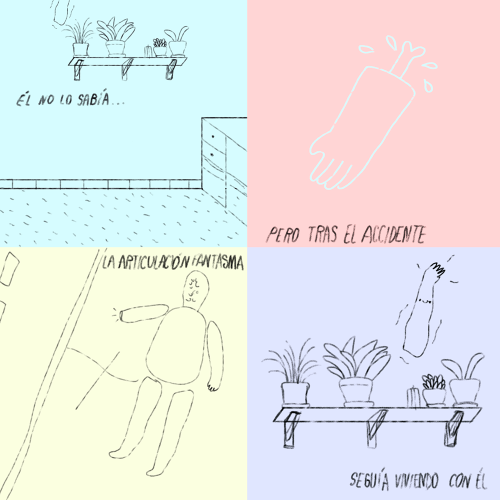 ÉL NO LO SABÍA...
PERO TRAS EL ACCIDENTE
LA ARTICULACIÓN FANTASMA
SEGUÍA VIVIENDO CON ÉL